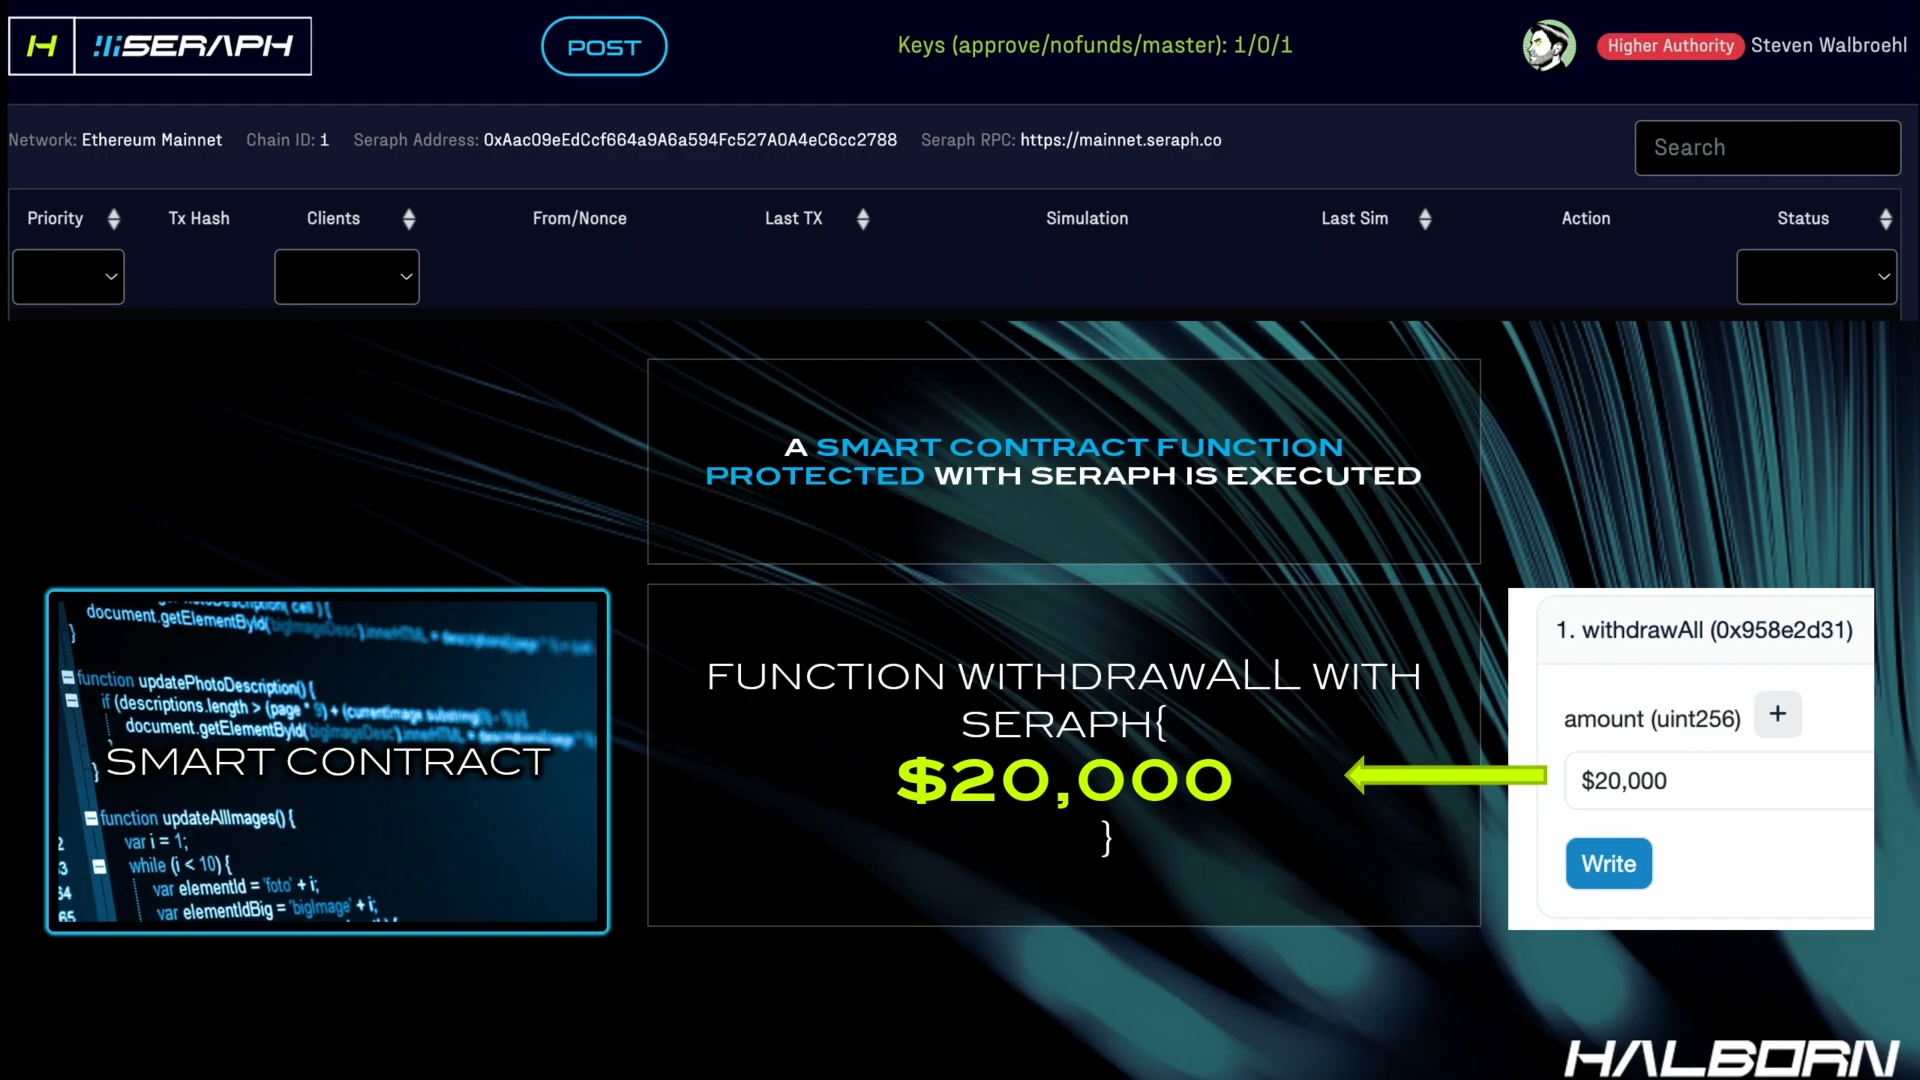 H SERAPH
POST
Keys (approve/nofunds/master): 1/0/1
Higher Authority Steven Walbroehl
Network: Ethereum Mainnet Chain ID: 1 Seraph Address: 0xAac09eEdCcf664a9A6a594Fc527A0A4eC6cc2788 Seraph RPC: https://mainnet.seraph.co
Search
Priority Tx Hash Clients From/Nonce Last TX Simulation Last Sim Action Status
A SMART CONTRACT FUNCTION
PROTECTED WITH SERAPH IS EXECUTED
document.getElementById(
}
function updatePhotoDescription() {
if (descriptions.length > (page * 9) + (currentImage.substring(
document.getElementById(
}
SMART CONTRACT
function updateAllImages() {
var i = 1;
while (i < 10) {
var elementId = 'foto' + i;
var elementIdBig = 'bigImage' + i;
FUNCTION WITHDRAWALL WITH
SERAPH{
$20,000
}
1. withdrawAll (0x958e2d31)
amount (uint256) +
$20,000
Write
HALBORN